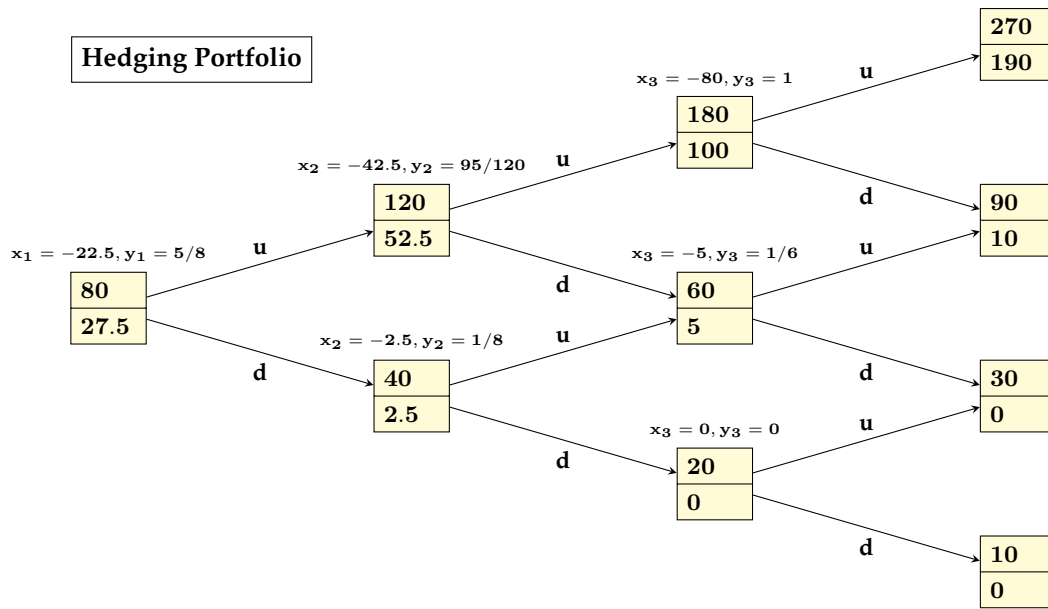 Hedging Portfolio
x₁ = −22.5, y₁ = 5/8
80
27.5
u
d
x₂ = −42.5, y₂ = 95/120
120
52.5
u
d
x₂ = −2.5, y₂ = 1/8
40
2.5
u
d
x₃ = −80, y₃ = 1
180
100
u
d
x₃ = −5, y₃ = 1/6
60
5
u
d
x₃ = 0, y₃ = 0
20
0
u
d
270
190
90
10
30
0
10
0